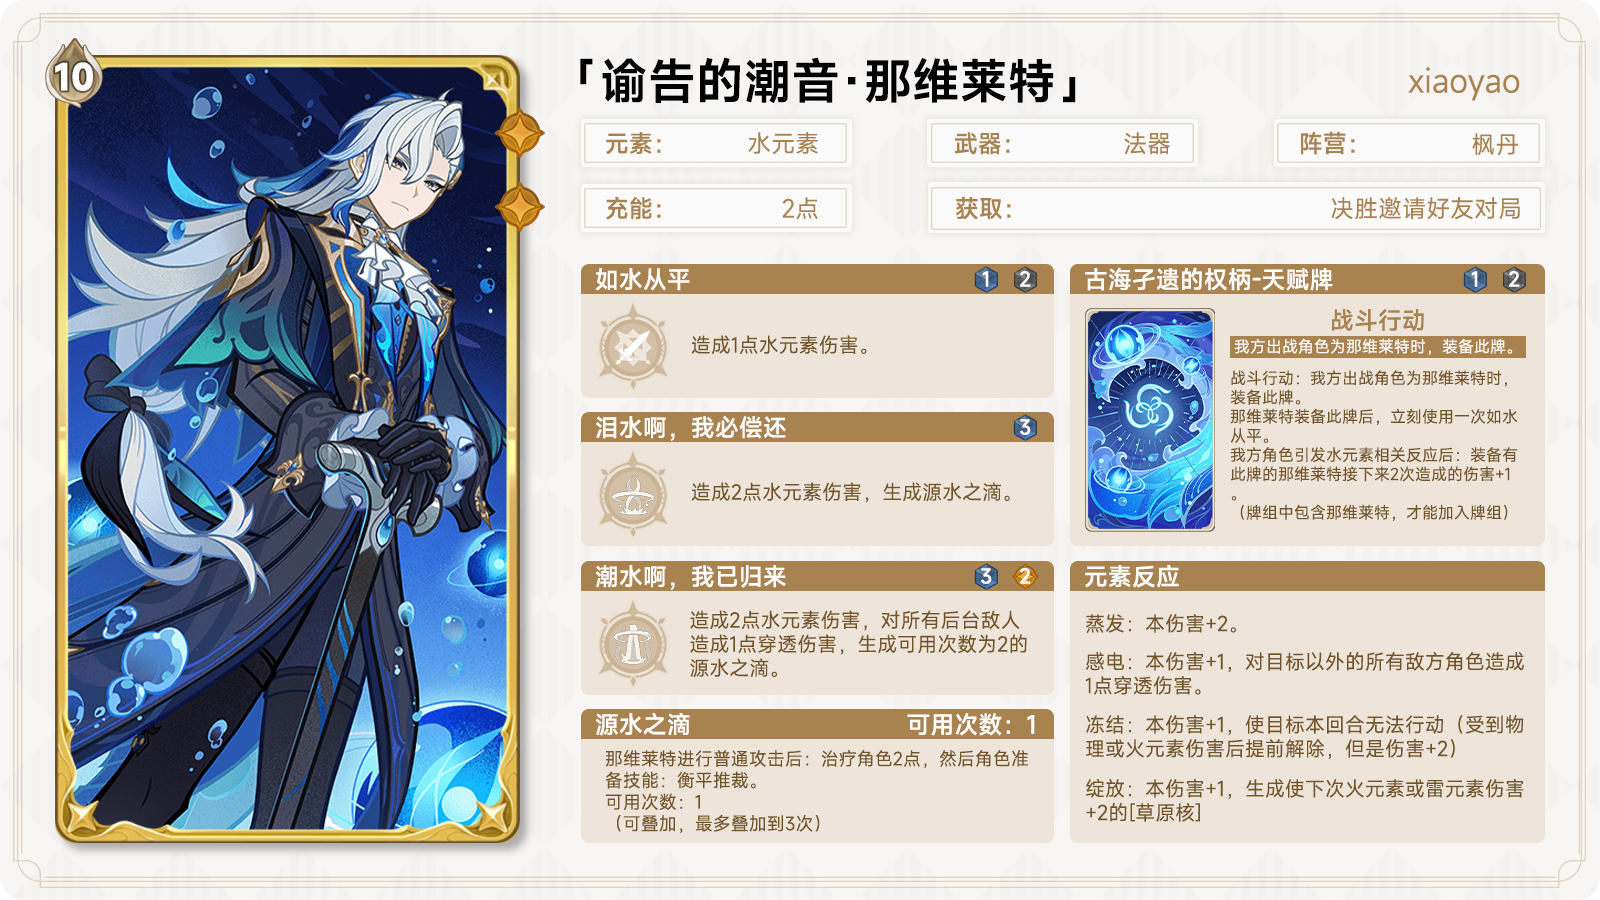 10
「谕告的潮音·那维莱特」
xiaoyao
元素： 水元素
武器： 法器
阵营： 枫丹
充能： 2点
获取： 决胜邀请好友对局
如水从平 1 2
造成1点水元素伤害。
泪水啊，我必偿还 3
造成2点水元素伤害，生成源水之滴。
潮水啊，我已归来 3 2
造成2点水元素伤害，对所有后台敌人
造成1点穿透伤害，生成可用次数为2的
源水之滴。
源水之滴 可用次数：1
那维莱特进行普通攻击后：治疗角色2点，然后角色准
备技能：衡平推裁。
可用次数：1
（可叠加，最多叠加到3次）
古海孑遗的权柄-天赋牌 1 2
战斗行动
我方出战角色为那维莱特时，装备此牌。
战斗行动：我方出战角色为那维莱特时，
装备此牌。
那维莱特装备此牌后，立刻使用一次如水
从平。
我方角色引发水元素相关反应后：装备有
此牌的那维莱特接下来2次造成的伤害+1
。
（牌组中包含那维莱特，才能加入牌组）
元素反应
蒸发：本伤害+2。
感电：本伤害+1，对目标以外的所有敌方角色造成
1点穿透伤害。
冻结：本伤害+1，使目标本回合无法行动（受到物
理或火元素伤害后提前解除，但是伤害+2）
绽放：本伤害+1，生成使下次火元素或雷元素伤害
+2的[草原核]